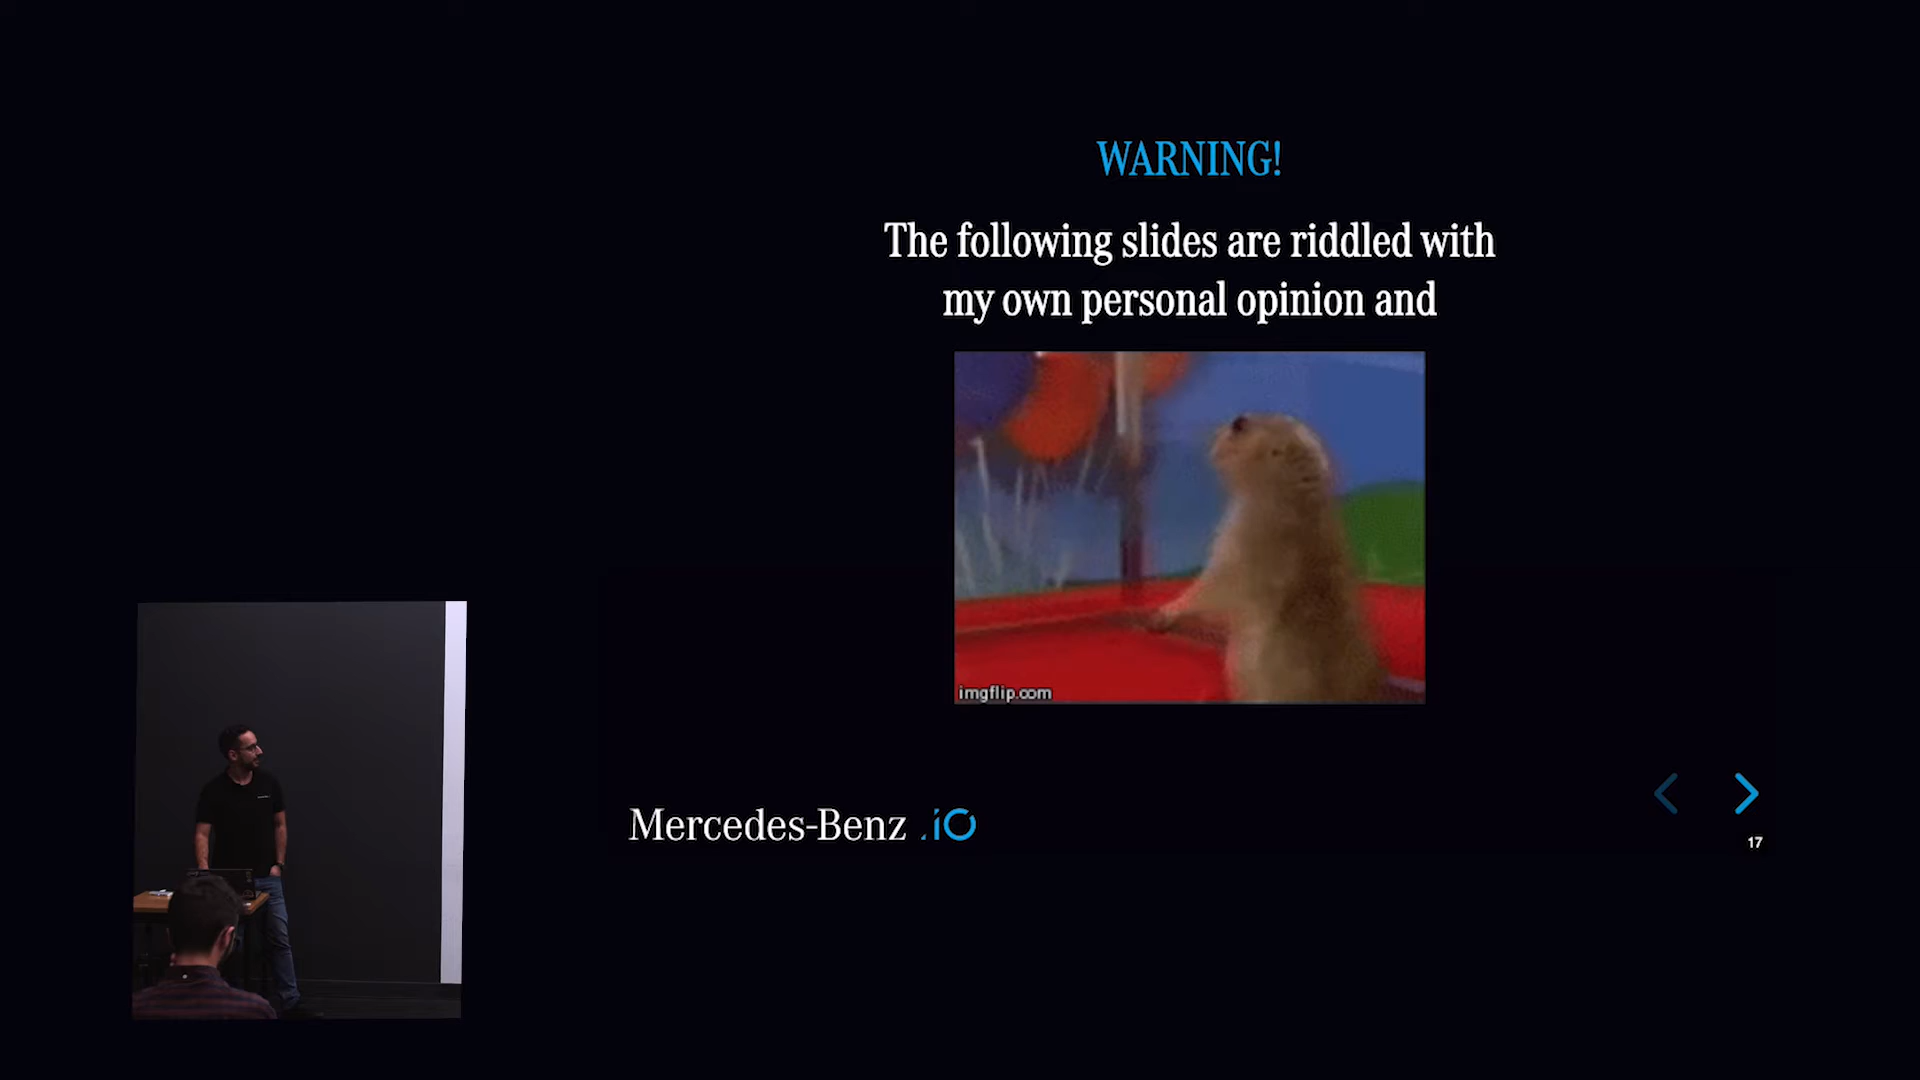 WARNING!
The following slides are riddled with
my own personal opinion and
imgflip.com
Mercedes-Benz .io
17